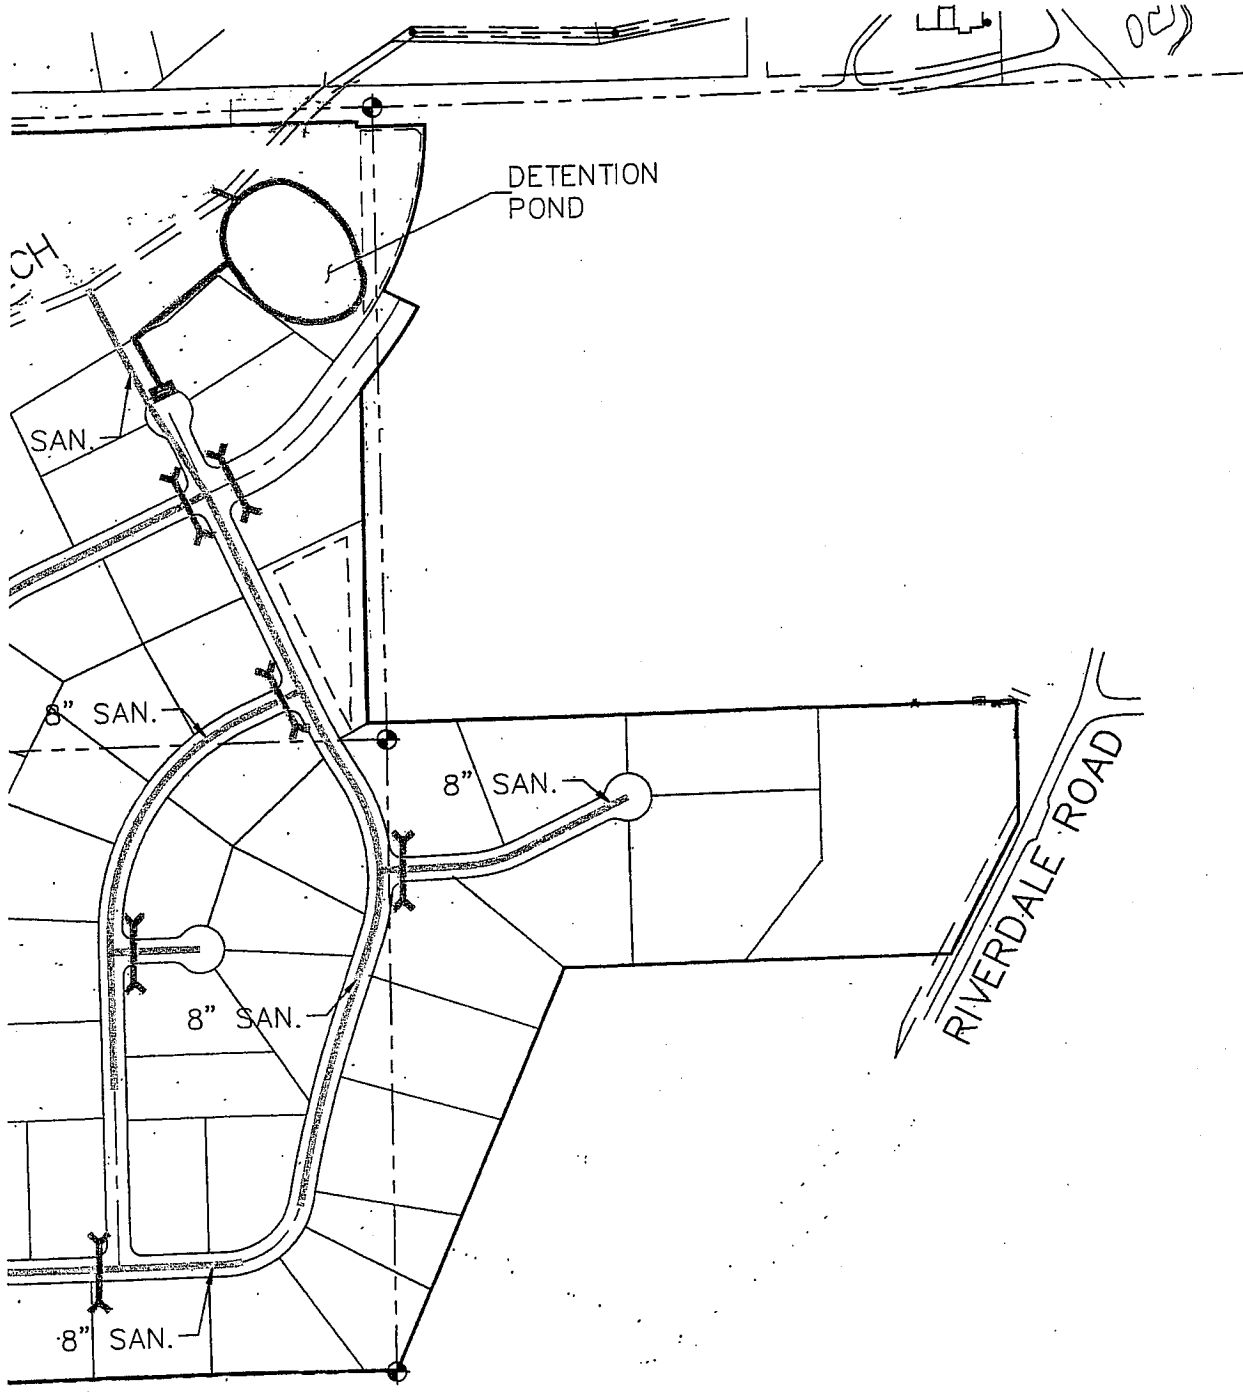 DETENTION
POND
CH
SAN.
8" SAN.
8" SAN.
RIVERDALE ROAD
8" SAN.
8" SAN.